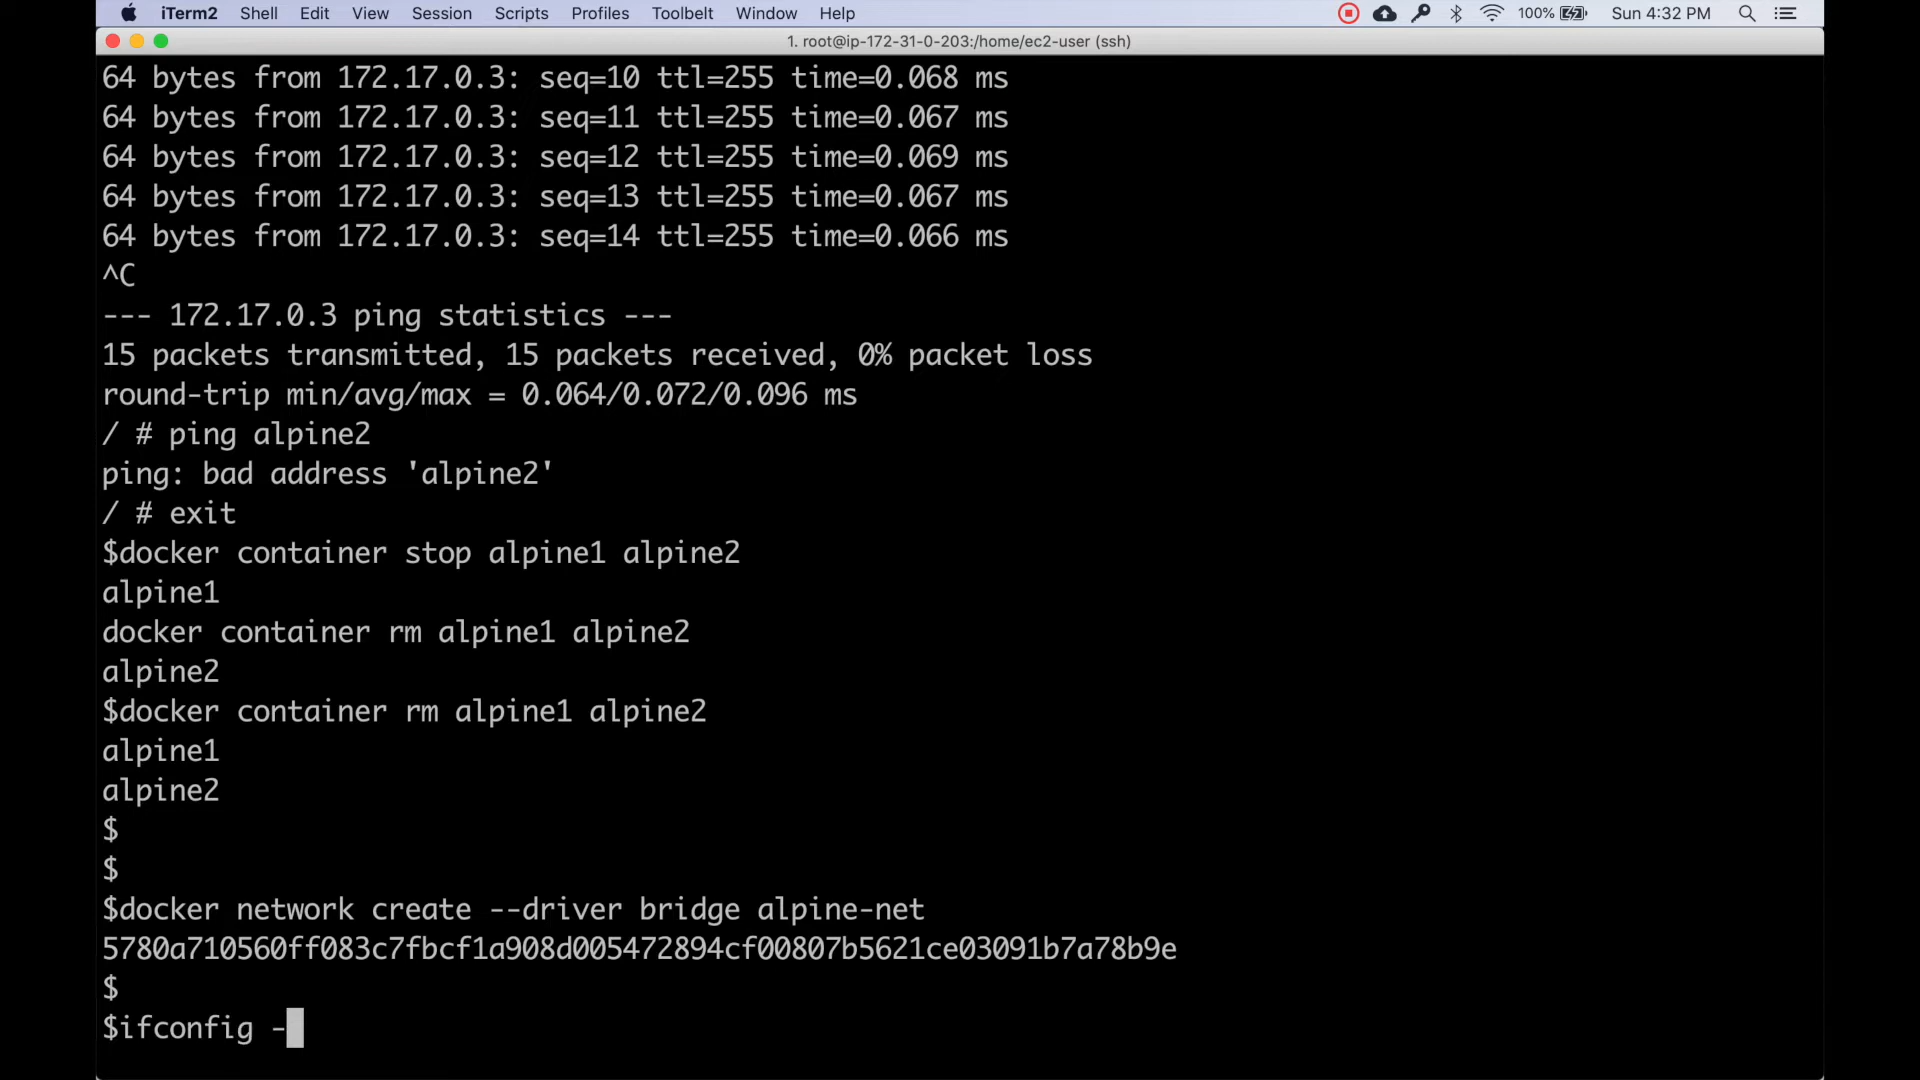 iTerm2 Shell Edit View Session Scripts Profiles Toolbelt Window Help 100% Sun 4:32 PM
1. root@ip-172-31-0-203:/home/ec2-user (ssh)
64 bytes from 172.17.0.3: seq=10 ttl=255 time=0.068 ms
64 bytes from 172.17.0.3: seq=11 ttl=255 time=0.067 ms
64 bytes from 172.17.0.3: seq=12 ttl=255 time=0.069 ms
64 bytes from 172.17.0.3: seq=13 ttl=255 time=0.067 ms
64 bytes from 172.17.0.3: seq=14 ttl=255 time=0.066 ms
^C
--- 172.17.0.3 ping statistics ---
15 packets transmitted, 15 packets received, 0% packet loss
round-trip min/avg/max = 0.064/0.072/0.096 ms
/ # ping alpine2
ping: bad address 'alpine2'
/ # exit
$docker container stop alpine1 alpine2
alpine1
docker container rm alpine1 alpine2
alpine2
$docker container rm alpine1 alpine2
alpine1
alpine2
$
$
$docker network create --driver bridge alpine-net
5780a710560ff083c7fbcf1a908d005472894cf00807b5621ce03091b7a78b9e
$
$ifconfig -